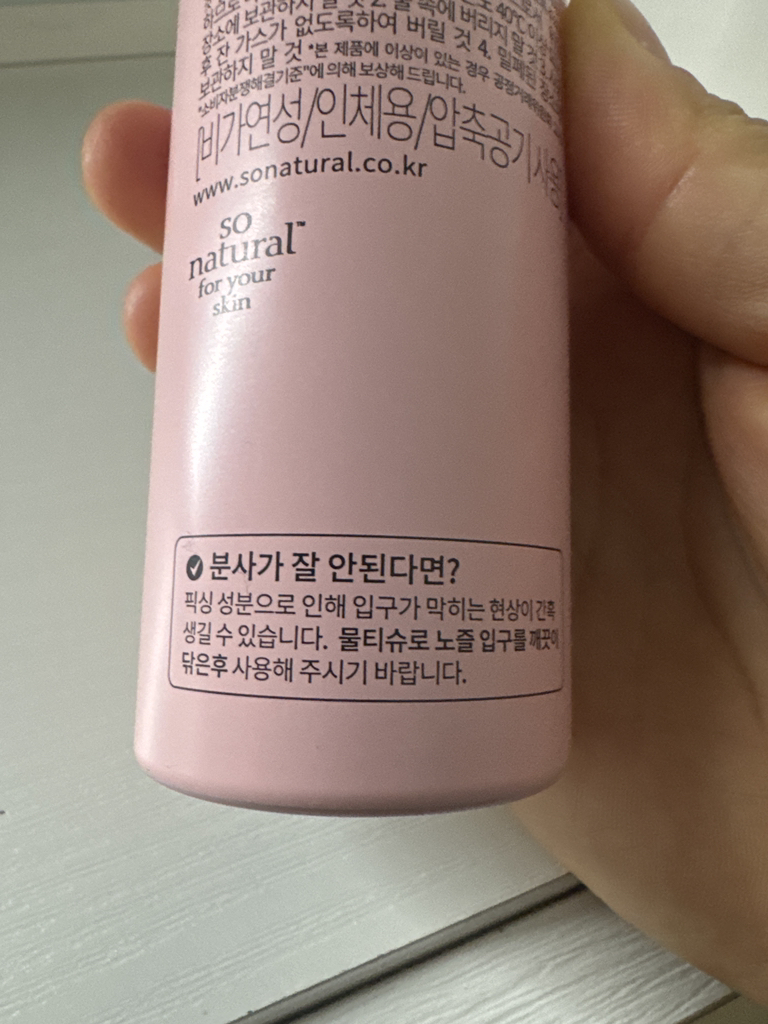 장소에 보관하지 말 것 2. 불 속에 버리지 말 것
후 잔 가스가 없도록하여 버릴 것 4. 밀폐된
보관하지 말 것 *본 제품에 이상이 있는 경우
"소비자분쟁해결기준"에 의해 보상해 드립니다.
[비가연성/인체용/압축공기사용]
www.sonatural.co.kr
so
natural™
for your
skin
분사가 잘 안된다면?
픽싱 성분으로 인해 입구가 막히는 현상이 간혹
생길 수 있습니다. 물티슈로 노즐 입구를 깨끗이
닦은후 사용해 주시기 바랍니다.